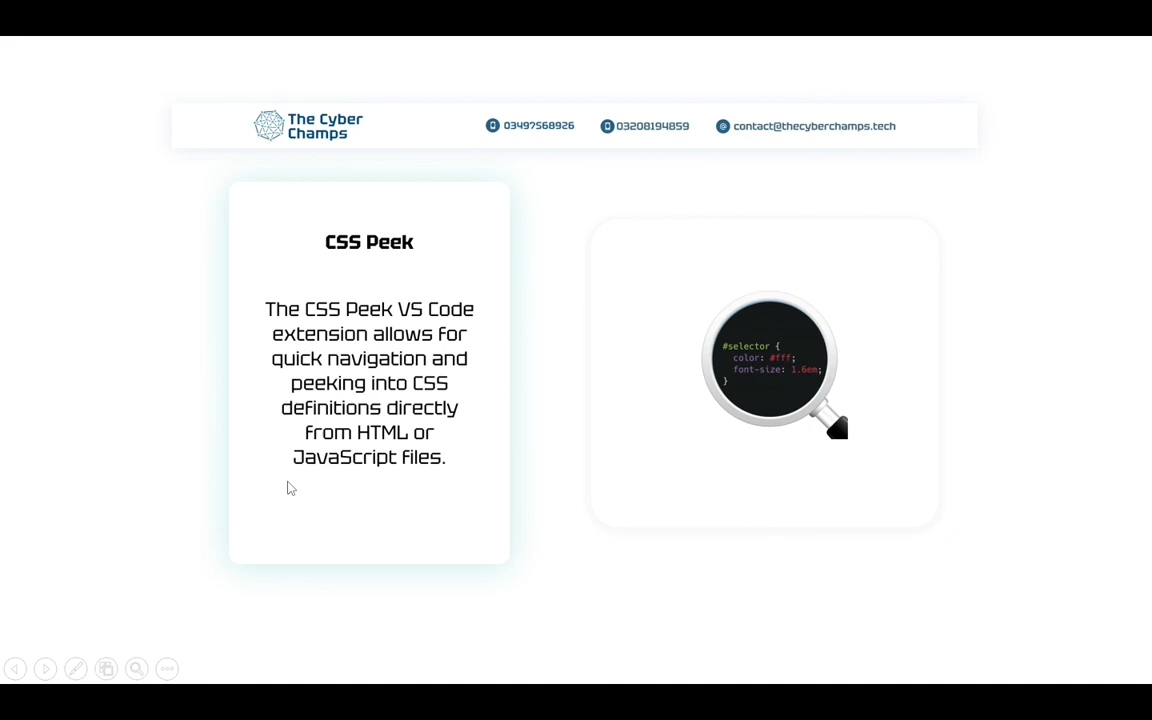 The Cyber
Champs
03497568926
03208194859
contact@thecyberchamps.tech
CSS Peek
The CSS Peek VS Code
extension allows for
quick navigation and
peeking into CSS
definitions directly
from HTML or
JavaScript files.
#selector {
color: #fff;
font-size: 1.6em;
}